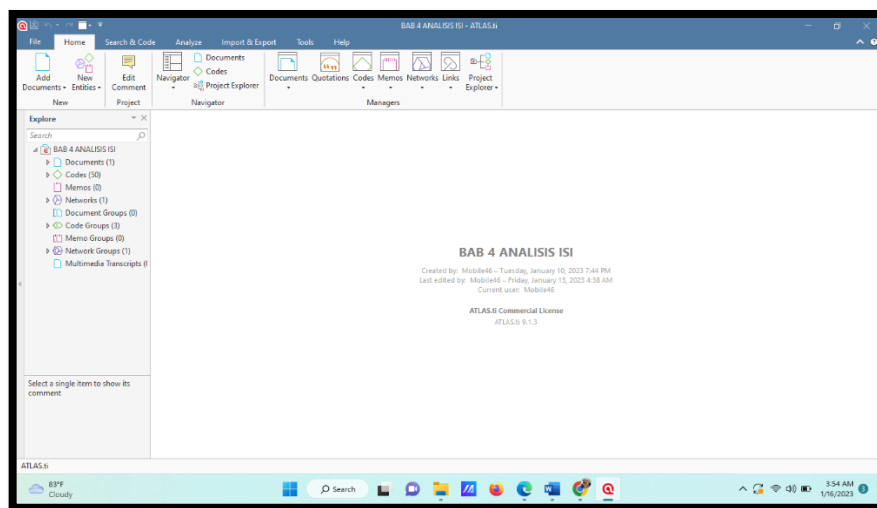 BAB 4 ANALISIS ISI - ATLAS.ti
File Home Search & Code Analyze Import & Export Tools Help
Add Documents
New Entities
Edit Comment
Navigator
Documents
Codes
Project Explorer
Documents Quotations Codes Memos Networks Links Project Explorer
New Project Navigator Managers
Explore
Search
BAB 4 ANALISIS ISI
Documents (1)
Codes (50)
Memos (0)
Networks (1)
Document Groups (0)
Code Groups (3)
Memo Groups (0)
Network Groups (1)
Multimedia Transcripts (
BAB 4 ANALISIS ISI
Created by: Mobile46 – Tuesday, January 10, 2023 7:44 PM
Last edited by: Mobile46 – Friday, January 13, 2023 4:58 AM
Current user: Mobile46
ATLAS.ti Commercial License
ATLAS.ti 9.1.3
Select a single item to show its
comment
ATLAS.ti
83°F
Cloudy
Search
3:54 AM
1/16/2023